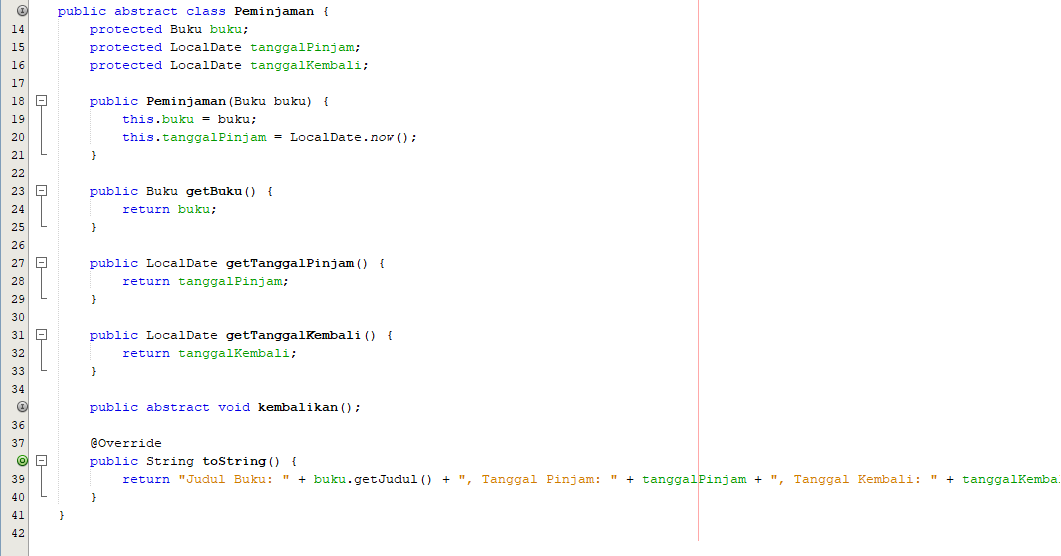 public abstract class Peminjaman {
14 protected Buku buku;
15 protected LocalDate tanggalPinjam;
16 protected LocalDate tanggalKembali;
17
18 public Peminjaman(Buku buku) {
19 this.buku = buku;
20 this.tanggalPinjam = LocalDate.now();
21 }
22
23 public Buku getBuku() {
24 return buku;
25 }
26
27 public LocalDate getTanggalPinjam() {
28 return tanggalPinjam;
29 }
30
31 public LocalDate getTanggalKembali() {
32 return tanggalKembali;
33 }
34
public abstract void kembalikan();
36
37 @Override
public String toString() {
39 return "Judul Buku: " + buku.getJudul() + ", Tanggal Pinjam: " + tanggalPinjam + ", Tanggal Kembali: " + tanggalKemba
40 }
41 }
42